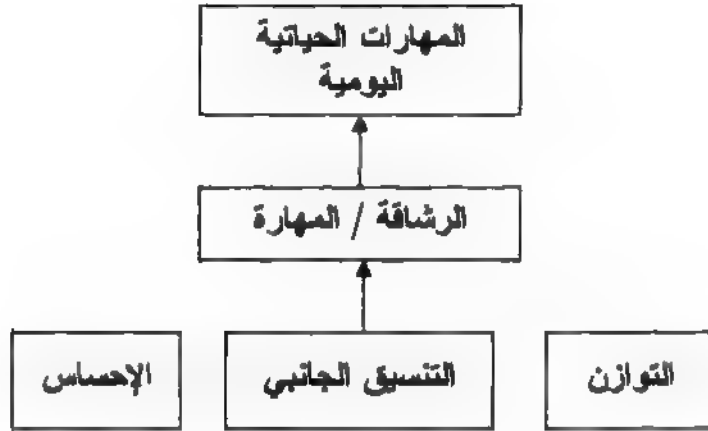 المهارات الحياتية
اليومية
الرشاقة / المهارة
التوازن
التنسيق الجانبي
الإحساس